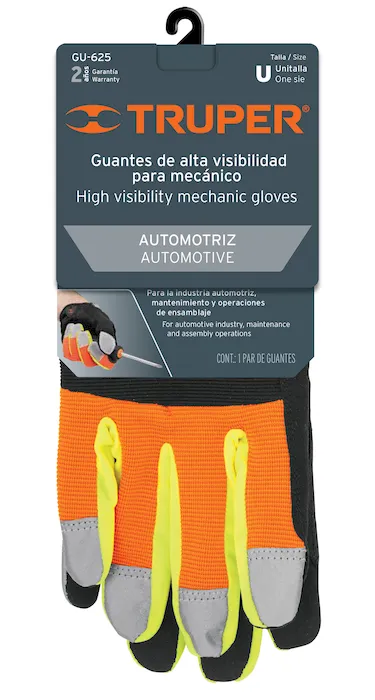 GU-625
2 años Garantía
Warranty
Talla / Size
U Unitalla
One sie
TRUPER®
Guantes de alta visibilidad
para mecánico
High visibility mechanic gloves
AUTOMOTRIZ
AUTOMOTIVE
Para la industria automotriz,
mantenimiento y operaciones
de ensamblaje
For automotive industry, maintenance
and assembly operations
CONT.: 1 PAR DE GUANTES